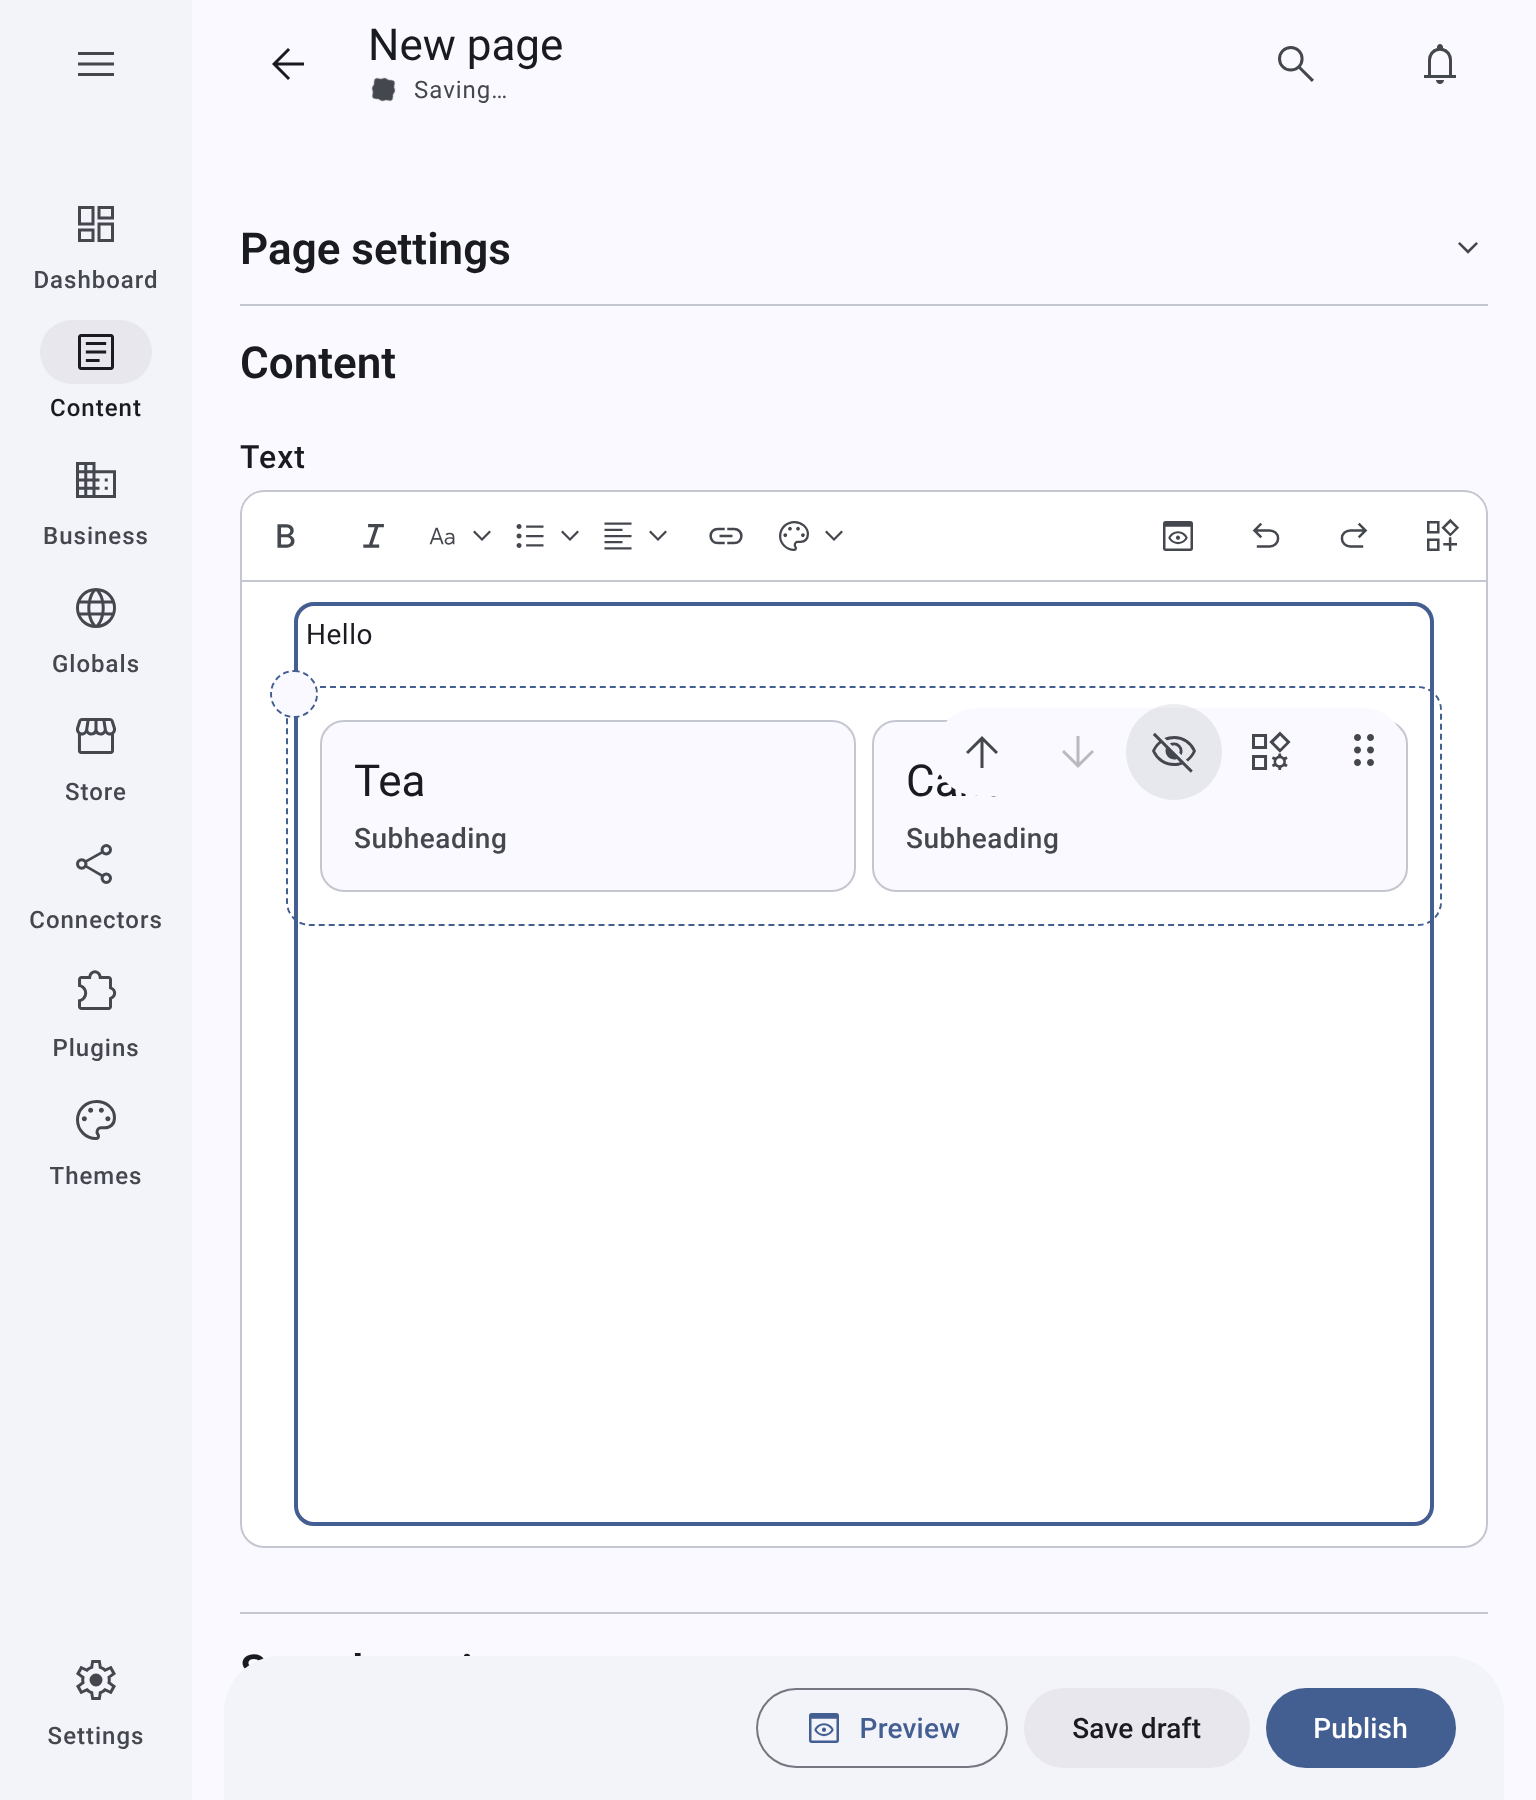 New page
Saving...
Dashboard
Content
Business
Globals
Store
Connectors
Plugins
Themes
Settings
Page settings
Content
Text
B I Aa
Hello
Tea
Subheading
Subheading
Preview
Save draft
Publish